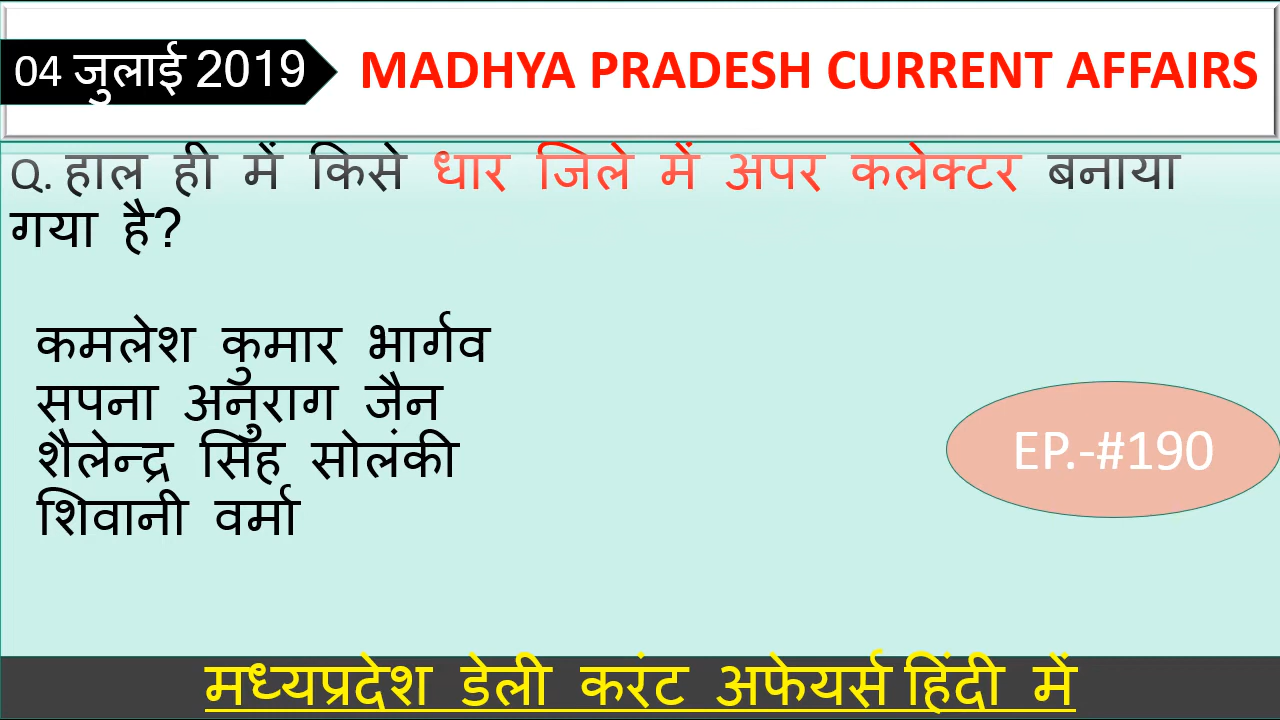 04 जुलाई 2019
MADHYA PRADESH CURRENT AFFAIRS
Q. हाल ही में किसे धार जिले में अपर कलेक्टर बनाया
गया है?
कमलेश कुमार भार्गव
सपना अनुराग जैन
शैलेन्द्र सिंह सोलंकी
शिवानी वर्मा
EP.-#190
मध्यप्रदेश डेली करंट अफेयर्स हिंदी में